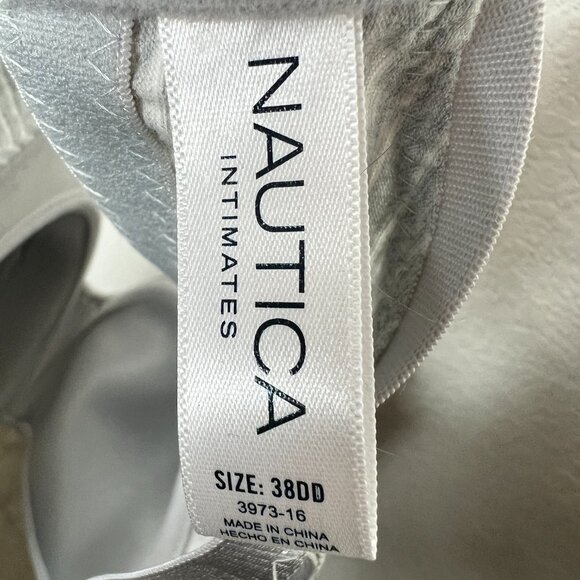 NAUTICA
INTIMATES
SIZE: 38DD
3973-16
MADE IN CHINA
HECHO EN CHINA